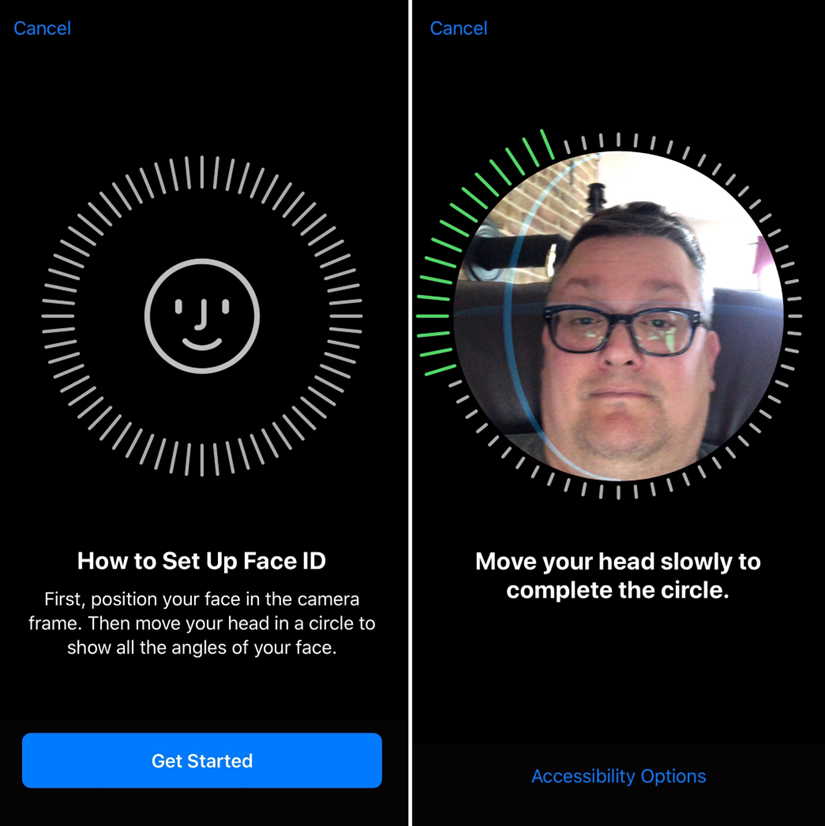 Cancel
How to Set Up Face ID
First, position your face in the camera
frame. Then move your head in a circle to
show all the angles of your face.
Get Started
Cancel
Move your head slowly to
complete the circle.
Accessibility Options